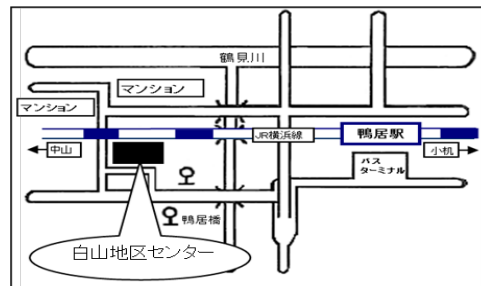 鶴見川
マンション
マンション
JR横浜線
鴨居駅
中山
小机
バス
ターミナル
鴨居橋
白山地区センター